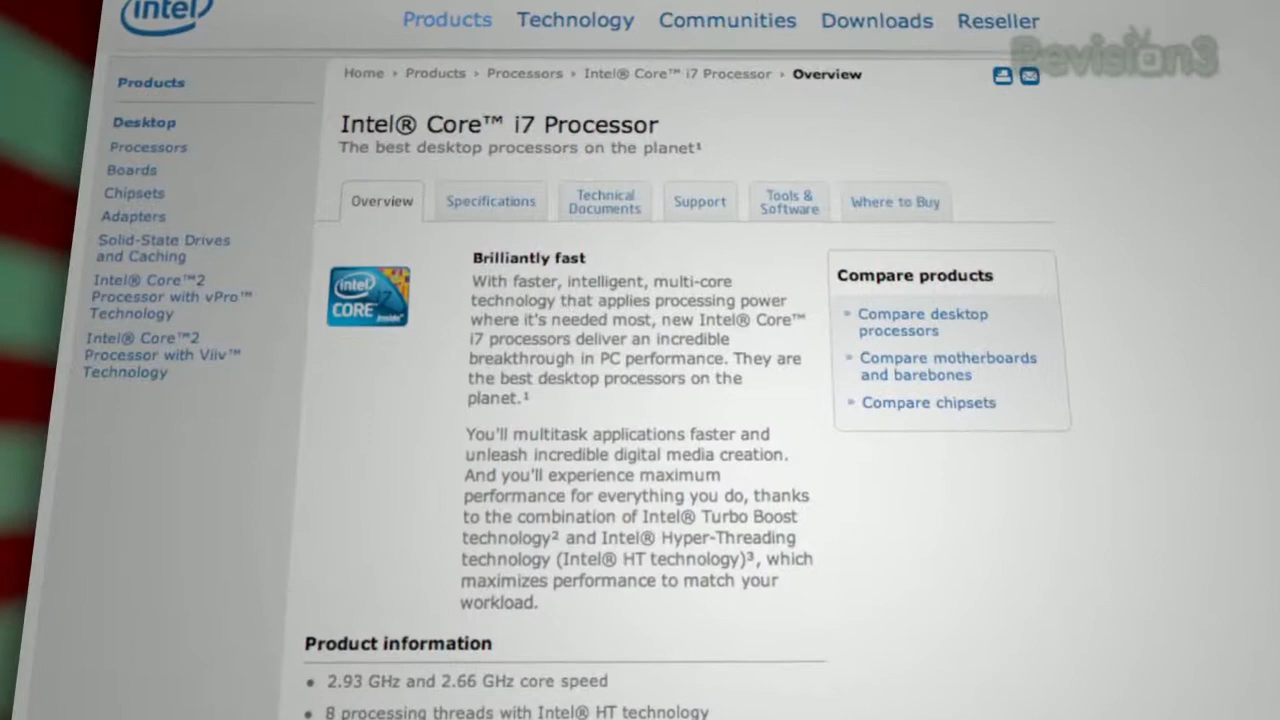 intel
Products Technology Communities Downloads Reseller
Revision3
Products
Desktop
Processors
Boards
Chipsets
Adapters
Solid-State Drives
and Caching
Intel® Core™2
Processor with vPro™
Technology
Intel® Core™2
Processor with Viiv™
Technology
Home › Products › Processors › Intel® Core™ i7 Processor › Overview
Intel® Core™ i7 Processor
The best desktop processors on the planet¹
Overview
Specifications
Technical
Documents
Support
Tools &
Software
Where to Buy
intel
CORE i7
inside
Brilliantly fast
With faster, intelligent, multi-core
technology that applies processing power
where it's needed most, new Intel® Core™
i7 processors deliver an incredible
breakthrough in PC performance. They are
the best desktop processors on the
planet.¹
You'll multitask applications faster and
unleash incredible digital media creation.
And you'll experience maximum
performance for everything you do, thanks
to the combination of Intel® Turbo Boost
technology² and Intel® Hyper-Threading
technology (Intel® HT technology)³, which
maximizes performance to match your
workload.
Compare products
» Compare desktop
processors
» Compare motherboards
and barebones
» Compare chipsets
Product information
• 2.93 GHz and 2.66 GHz core speed
• 8 processing threads with Intel® HT technology